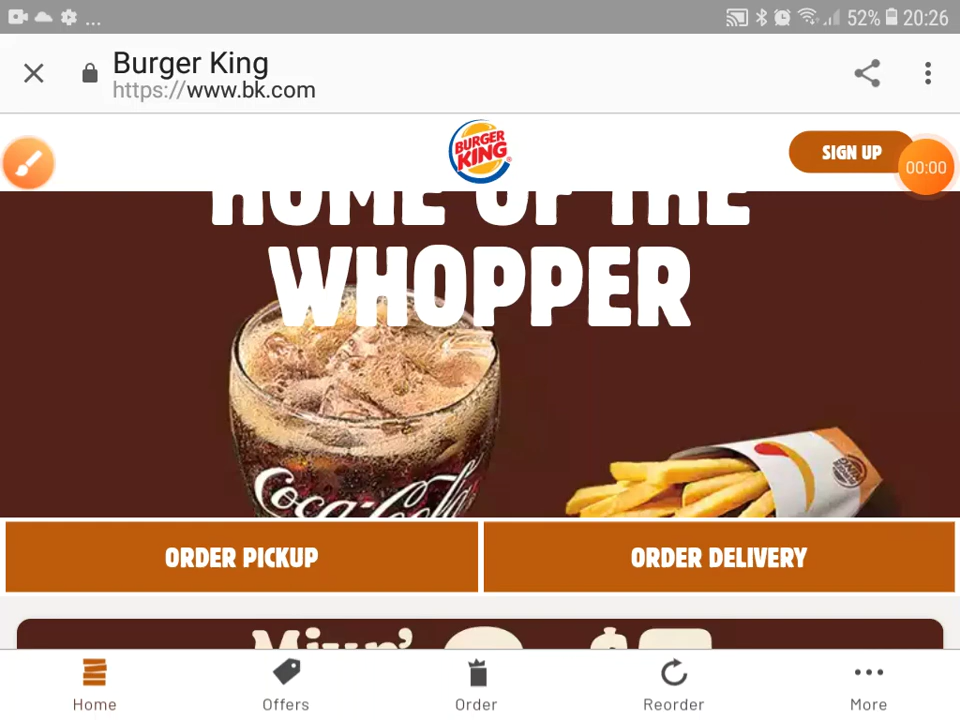 ...
52% 20:26
Burger King
https://www.bk.com
BURGER KING
SIGN UP
00:00
HOME OF THE
WHOPPER
Coca-Cola
ORDER PICKUP
ORDER DELIVERY
Home
Offers
Order
Reorder
More